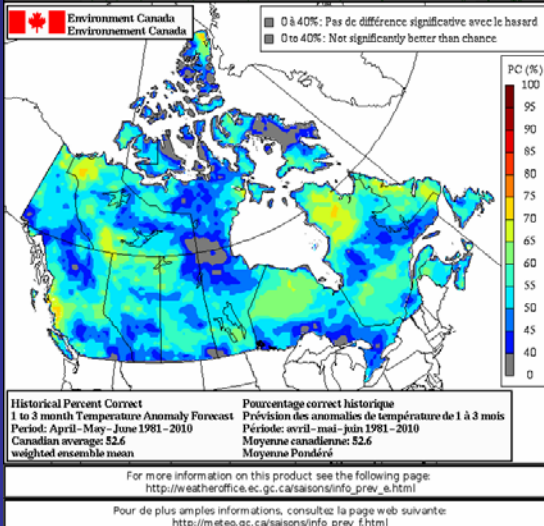 Environment Canada
Environnement Canada
0 à 40%: Pas de différence significative avec le hasard
0 to 40%: Not significantly better than chance
PC (%)
100
95
90
85
80
75
70
65
60
55
50
45
40
0
Historical Percent Correct
1 to 3 month Temperature Anomaly Forecast
Period: April-May-June 1981-2010
Canadian average: 52.6
weighted ensemble mean
Pourcentage correct historique
Prévision des anomalies de température de 1 à 3 mois
Période: avril-mai-juin 1981-2010
Moyenne canadienne: 52.6
Moyenne Pondéré
For more information on this product see the following page:
http://weatheroffice.ec.gc.ca/saisons/info_prev_e.html
Pour de plus amples informations, consultez la page web suivante:
http://meteo.gc.ca/saisons/info_prev_f.html